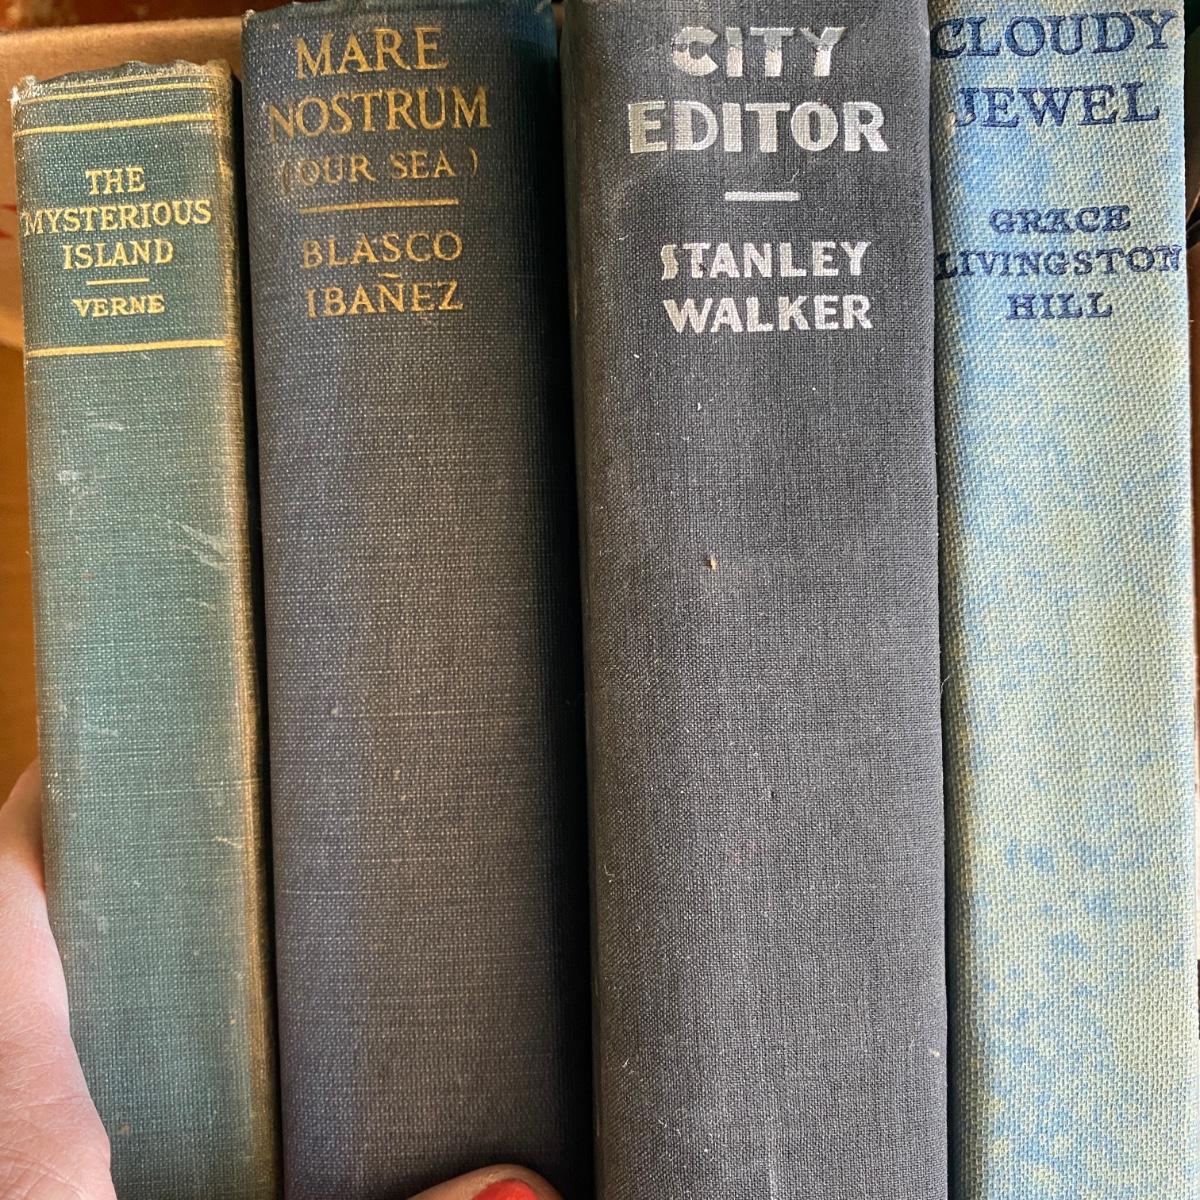 THE
MYSTERIOUS
ISLAND
VERNE
MARE
NOSTRUM
(OUR SEA)
BLASCO
IBAÑEZ
CITY
EDITOR
STANLEY
WALKER
CLOUDY
JEWEL
GRACE
LIVINGSTON
HILL